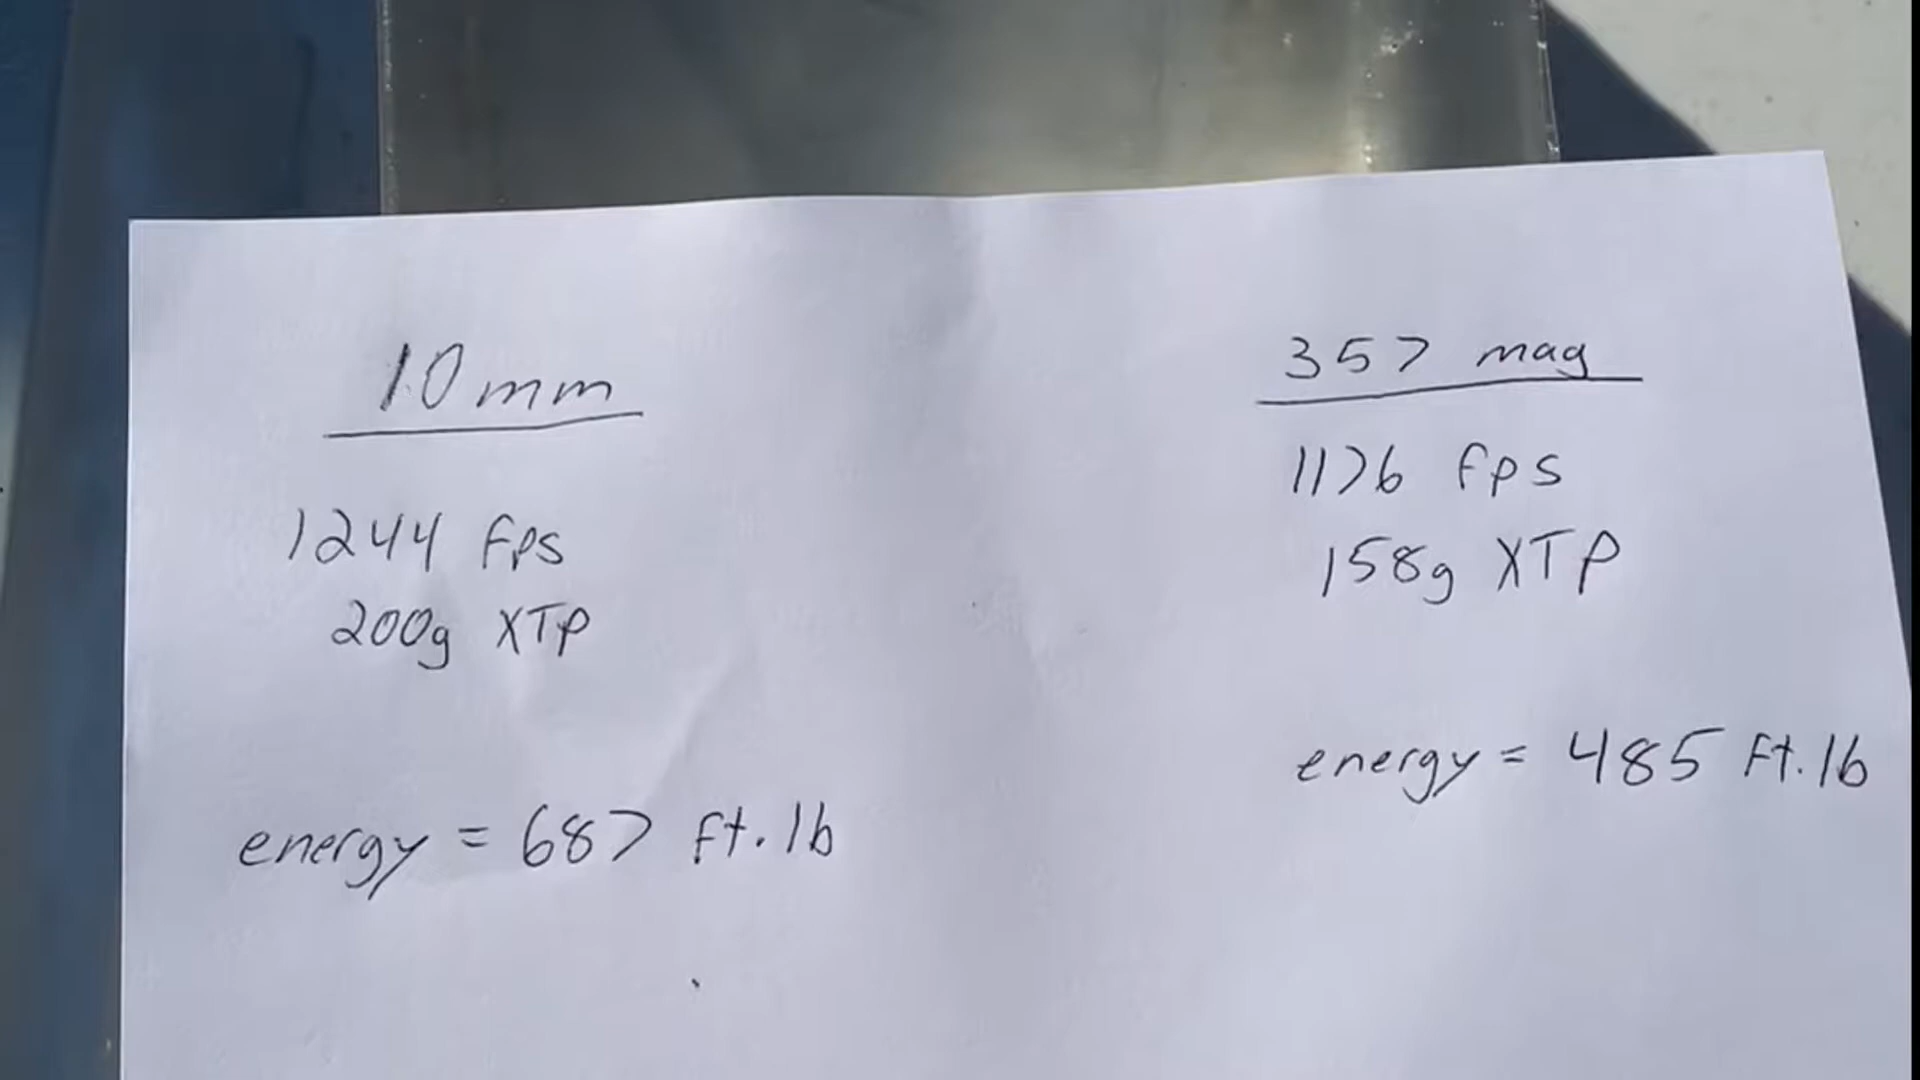 10mm
1244 fps
200g XTP
energy = 687 ft.lb
357 mag
1176 fps
158g XTP
energy = 485 ft.lb